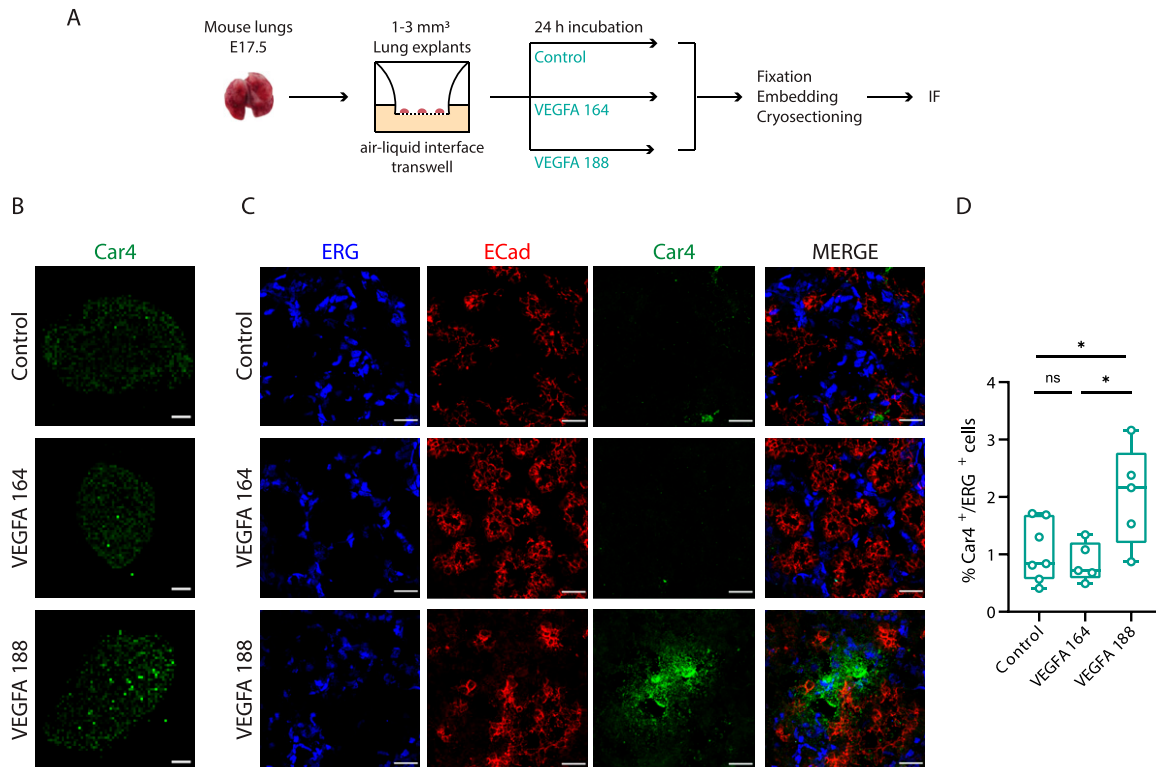 A
Mouse lungs
E17.5
1-3 mm³
Lung explants
air-liquid interface
transwell
24 h incubation
Control
VEGFA 164
VEGFA 188
Fixation
Embedding
Cryosectioning
IF
B
Car4
Control
VEGFA 164
VEGFA 188
C
ERG
ECad
Car4
MERGE
Control
VEGFA 164
VEGFA 188
D
*
ns
*
% Car4 +/ERG + cells
4
3
2
1
0
Control
VEGFA 164
VEGFA 188